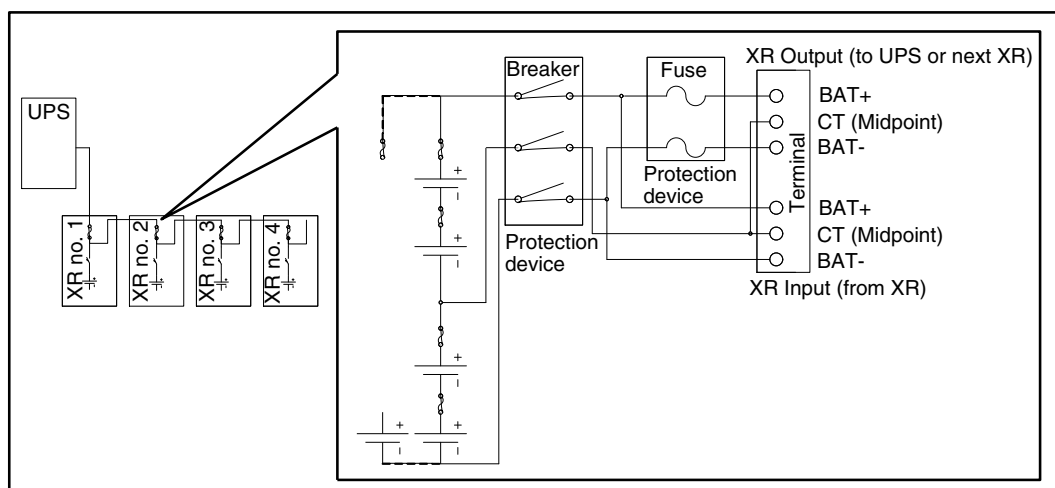 UPS
XR no. 1
XR no. 2
XR no. 3
XR no. 4
Breaker
Protection
device
Fuse
Protection
device
XR Output (to UPS or next XR)
BAT+
CT (Midpoint)
BAT-
Terminal
BAT+
CT (Midpoint)
BAT-
XR Input (from XR)
+
–
+
–
+
–
+
–
+
–